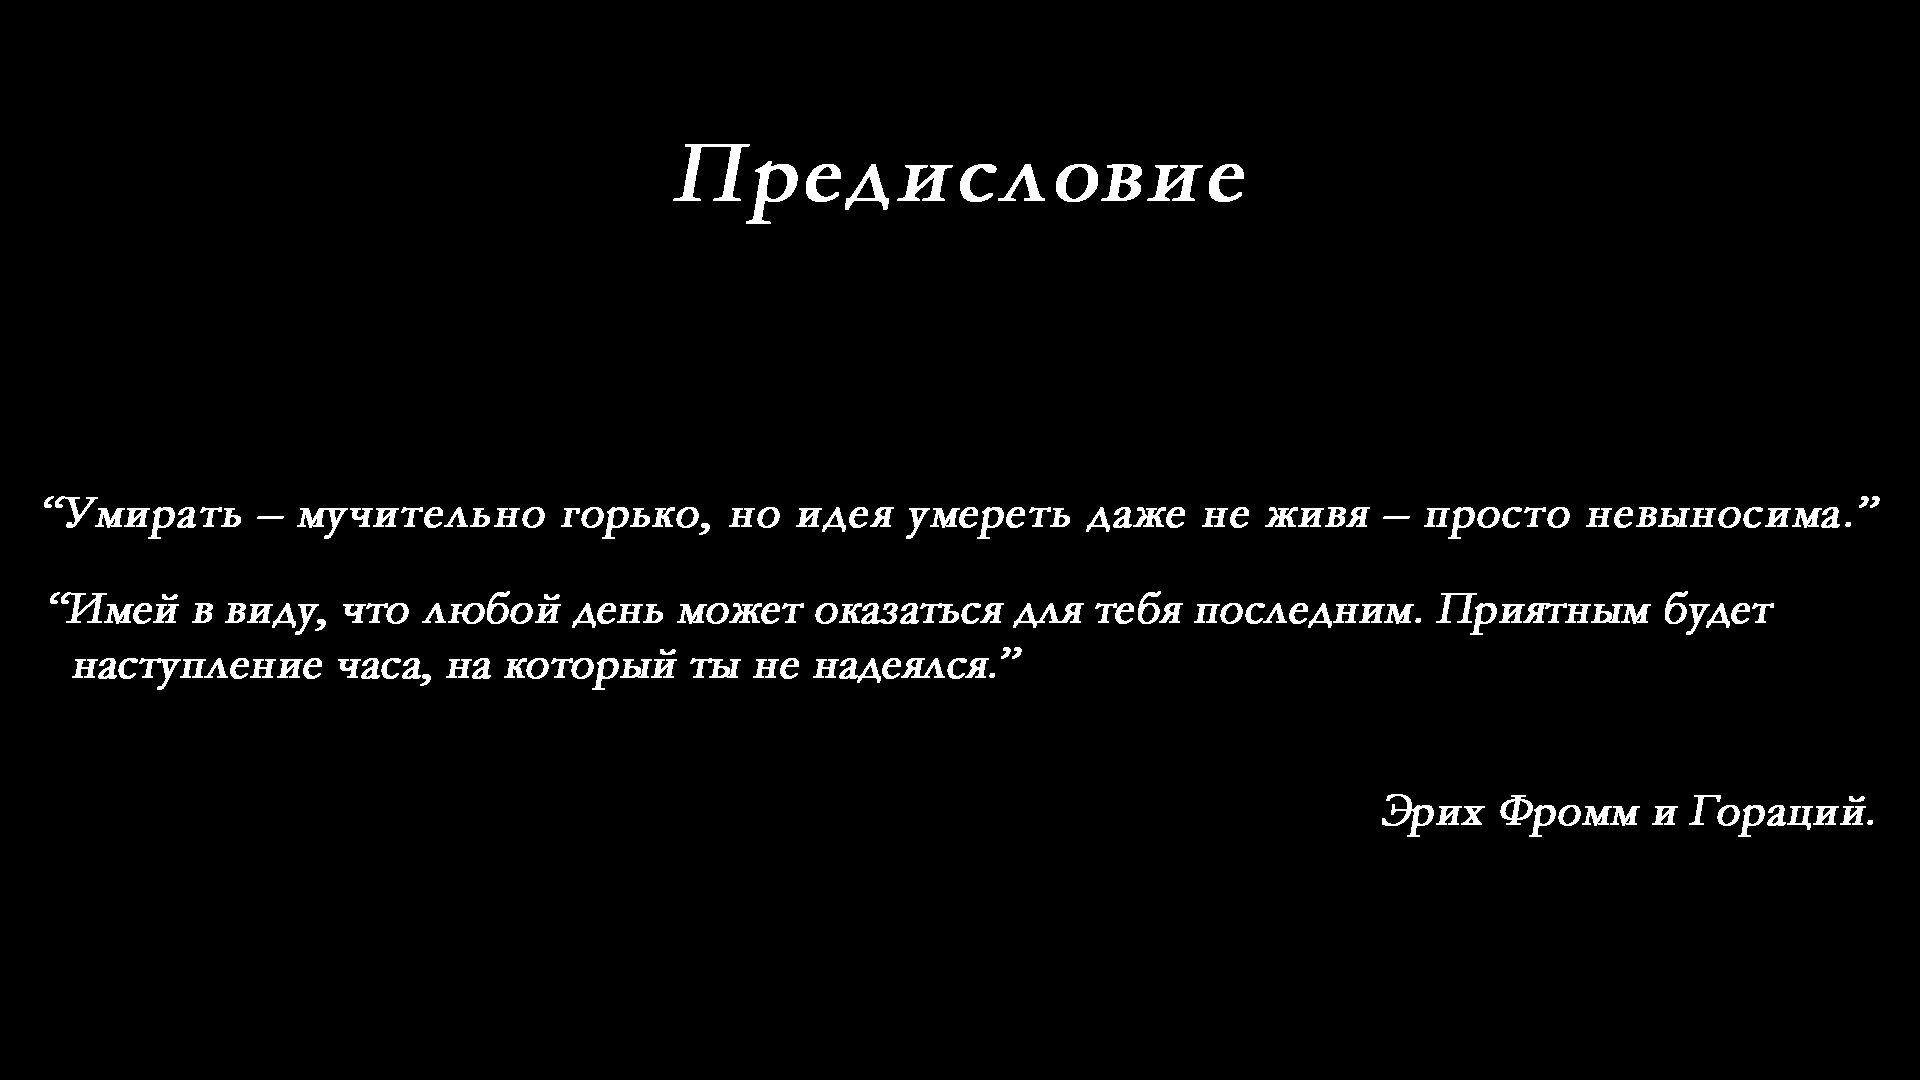 Предисловие
“Умирать – мучительно горько, но идея умереть даже не живя – просто невыносима.”
“Имей в виду, что любой день может оказаться для тебя последним. Приятным будет
наступление часа, на который ты не надеялся.”
Эрих Фромм и Гораций.